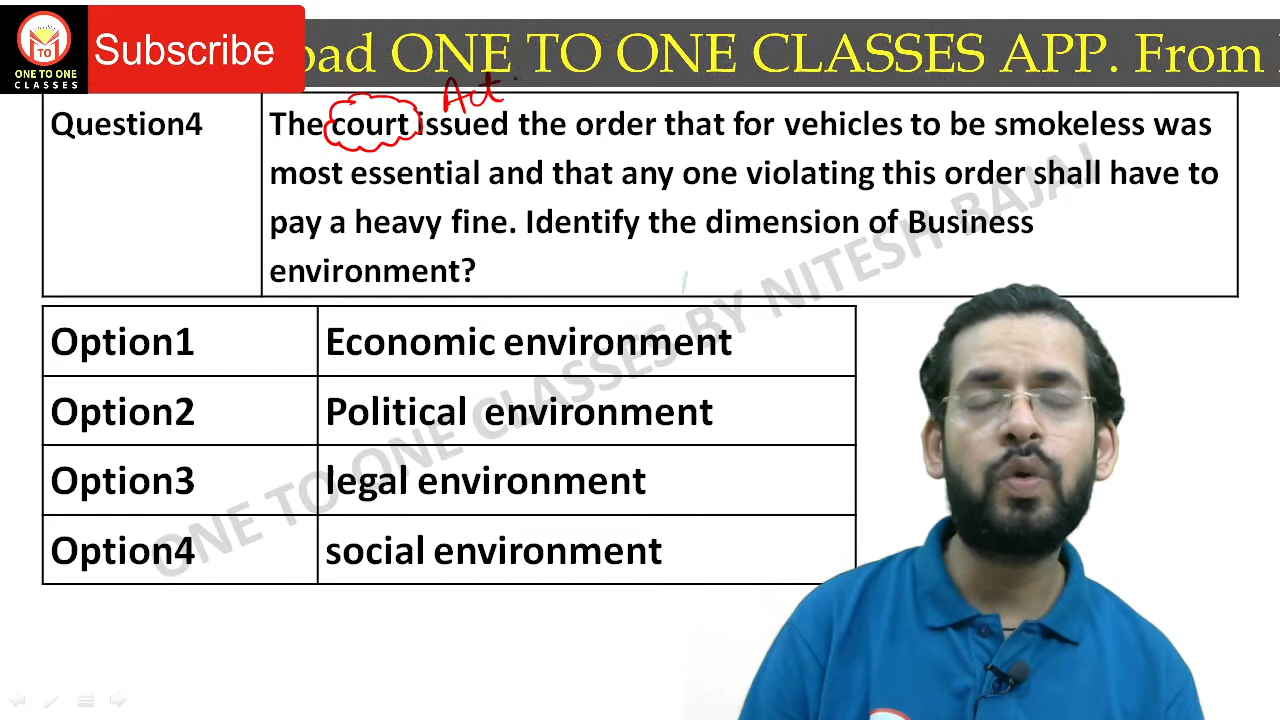 TO
ONE TO ONE
CLASSES
Subscribe
oad ONE TO ONE CLASSES APP. From
Act
Question4
The court issued the order that for vehicles to be smokeless was
most essential and that any one violating this order shall have to
pay a heavy fine. Identify the dimension of Business
environment?
Option1
Economic environment
Option2
Political environment
Option3
legal environment
Option4
social environment
ONE TO ONE CLASSES BY NITESH BAJAJ